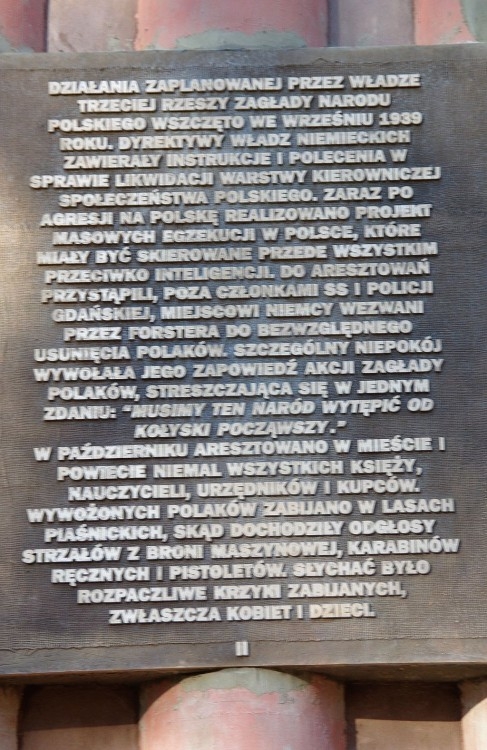 DZIAŁANIA ZAPLANOWANEJ PRZEZ WŁADZE
TRZECIEJ RZESZY ZAGŁADY NARODU
POLSKIEGO WSZCZĘTO WE WRZEŚNIU 1939
ROKU. DYREKTYWY WŁADZ NIEMIECKICH
ZAWIERAŁY INSTRUKCJE I POLECENIA W
SPRAWIE LIKWIDACJI WARSTWY KIEROWNICZEJ
SPOŁECZEŃSTWA POLSKIEGO. ZARAZ PO
AGRESJI NA POLSKĘ REALIZOWANO PROJEKT
MASOWYCH EGZEKUCJI W POLSCE, KTÓRE
MIAŁY BYĆ SKIEROWANE PRZEDE WSZYSTKIM
PRZECIWKO INTELIGENCJI. DO ARESZTOWAŃ
PRZYSTĄPILI, POZA CZŁONKAMI SS I POLICJI
GDAŃSKIEJ, MIEJSCOWI NIEMCY WEZWANI
PRZEZ FORSTERA DO BEZWZGLĘDNEGO
USUNIĘCIA POLAKÓW. SZCZEGÓLNY NIEPOKÓJ
WYWOŁAŁA JEGO ZAPOWIEDŹ AKCJI ZAGŁADY
POLAKÓW, STRESZCZAJĄCA SIĘ W JEDNYM
ZDANIU: "MUSIMY TEN NARÓD WYTĘPIĆ OD
KOŁYSKI POCZĄWSZY."
W PAŹDZIERNIKU ARESZTOWANO W MIEŚCIE I
POWIECIE NIEMAL WSZYSTKICH KSIĘŻY,
NAUCZYCIELI, URZĘDNIKÓW I KUPCÓW.
WYWOŻONYCH POLAKÓW ZABIJANO W LASACH
PIAŚNICKICH, SKĄD DOCHODZIŁY ODGŁOSY
STRZAŁÓW Z BRONI MASZYNOWEJ, KARABINÓW
RĘCZNYCH I PISTOLETÓW. SŁYCHAĆ BYŁO
ROZPACZLIWE KRZYKI ZABIJANYCH,
ZWŁASZCZA KOBIET I DZIECI.
II